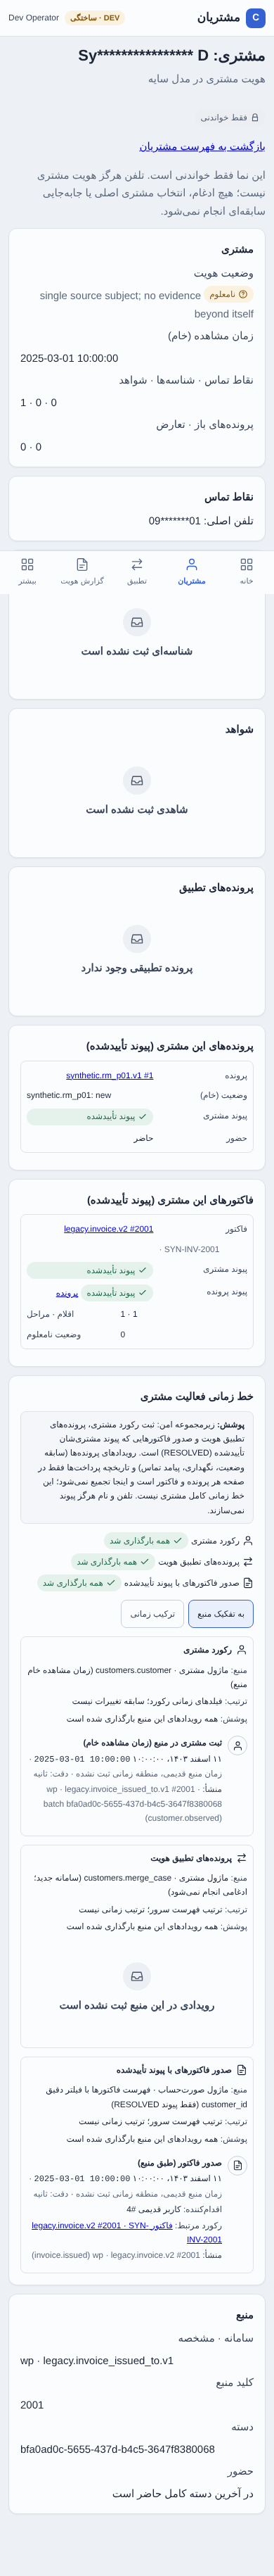 C
مشتریان
DEV · ساختگی
Dev Operator
مشتری: Sy**************** D
هویت مشتری در مدل سایه
فقط خواندنی
بازگشت به فهرست مشتریان
این نما فقط خواندنی است. تلفن هرگز هویت مشتری
نیست؛ هیچ ادغام، انتخاب مشتری اصلی یا جابه‌جایی
سابقه‌ای انجام نمی‌شود.
مشتری
وضعیت هویت
نامعلوم single source subject; no evidence
beyond itself
زمان مشاهده (خام)
2025-03-01 10:00:00
نقاط تماس · شناسه‌ها · شواهد
1 · 0 · 0
پرونده‌های باز · تعارض
0 · 0
نقاط تماس
تلفن اصلی: 09*******01
خانه
مشتریان
تطبیق
گزارش هویت
بیشتر
شناسه‌ای ثبت نشده است
شواهد
شاهدی ثبت نشده است
پرونده‌های تطبیق
پرونده تطبیقی وجود ندارد
پرونده‌های این مشتری (پیوند تأییدشده)
پرونده
synthetic.rm_p01.v1 #1
وضعیت (خام)
synthetic.rm_p01: new
پیوند مشتری
پیوند تأییدشده
حضور
حاضر
فاکتورهای این مشتری (پیوند تأییدشده)
فاکتور
legacy.invoice.v2 #2001
· SYN-INV-2001
پیوند مشتری
پیوند تأییدشده
پیوند پرونده
پیوند تأییدشده پرونده
اقلام · مراحل
1 · 1
وضعیت نامعلوم
0
خط زمانی فعالیت مشتری
پوشش: زیرمجموعه امن: ثبت رکورد مشتری، پرونده‌های
تطبیق هویت و صدور فاکتورهایی که پیوند مشتری‌شان
تأییدشده (RESOLVED) است. رویدادهای پرونده‌ها (سابقه
وضعیت، نگهداری، پیامد تماس) و تاریخچه پرداخت‌ها فقط در
صفحه هر پرونده و فاکتور است و اینجا تجمیع نمی‌شود؛ این
خط زمانی کامل مشتری نیست. تلفن و نام هرگز پیوند
نمی‌سازند.
رکورد مشتری همه بارگذاری شد
پرونده‌های تطبیق هویت همه بارگذاری شد
صدور فاکتورهای با پیوند تأییدشده همه بارگذاری شد
به تفکیک منبع
ترکیب زمانی
رکورد مشتری
منبع: ماژول مشتری · customers.customer (زمان مشاهده خام
منبع)
ترتیب: فیلدهای زمانی رکورد؛ سابقه تغییرات نیست
پوشش: همه رویدادهای این منبع بارگذاری شده است
ثبت مشتری در منبع (زمان مشاهده خام)
۱۱ اسفند ۱۴۰۳، ۱۰:۰۰:۰۰ 2025-03-01 10:00:00 ·
زمان منبع قدیمی، منطقه زمانی ثبت نشده · دقت: ثانیه
منشأ: wp · legacy.invoice_issued_to.v1 #2001 ·
batch bfa0ad0c-5655-437d-b4c5-3647f8380068
(customer.observed)
پرونده‌های تطبیق هویت
منبع: ماژول مشتری · customers.merge_case (سامانه جدید؛
ادغامی انجام نمی‌شود)
ترتیب: ترتیب فهرست سرور؛ ترتیب زمانی نیست
پوشش: همه رویدادهای این منبع بارگذاری شده است
رویدادی در این منبع ثبت نشده است
صدور فاکتورهای با پیوند تأییدشده
منبع: ماژول صورت‌حساب · فهرست فاکتورها با فیلتر دقیق
customer_id (فقط پیوند RESOLVED)
ترتیب: ترتیب فهرست سرور؛ ترتیب زمانی نیست
پوشش: همه رویدادهای این منبع بارگذاری شده است
صدور فاکتور (طبق منبع)
۱۱ اسفند ۱۴۰۳، ۱۰:۰۰:۰۰ 2025-03-01 10:00:00 ·
زمان منبع قدیمی، منطقه زمانی ثبت نشده · دقت: ثانیه
اقدام‌کننده: کاربر قدیمی #4
رکورد مرتبط: فاکتور legacy.invoice.v2 #2001 · SYN-
INV-2001
منشأ: wp · legacy.invoice.v2 #2001 (invoice.issued)
منبع
سامانه · مشخصه
wp · legacy.invoice_issued_to.v1
کلید منبع
2001
دسته
bfa0ad0c-5655-437d-b4c5-3647f8380068
حضور
در آخرین دسته کامل حاضر است